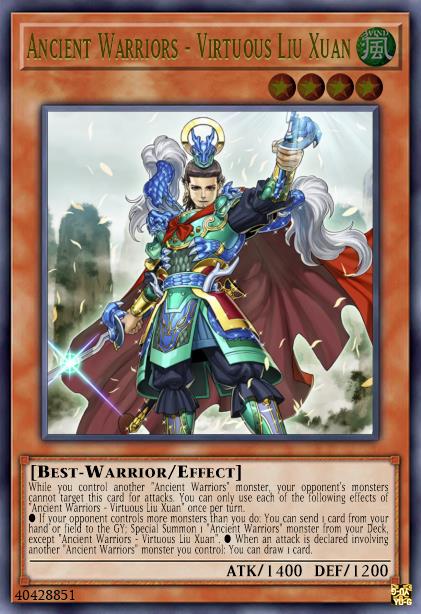 Ancient Warriors - Virtuous Liu Xuan
WIND
風
[Best-Warrior/Effect]
While you control another "Ancient Warriors" monster, your opponent's monsters
cannot target this card for attacks. You can only use each of the following effects of
"Ancient Warriors - Virtuous Liu Xuan" once per turn.
● If your opponent controls more monsters than you do: You can send 1 card from your
hand or field to the GY; Special Summon 1 "Ancient Warriors" monster from your Deck,
except "Ancient Warriors - Virtuous Liu Xuan". ● When an attack is declared involving
another "Ancient Warriors" monster you control: You can draw 1 card.
ATK/1400 DEF/1200
40428851